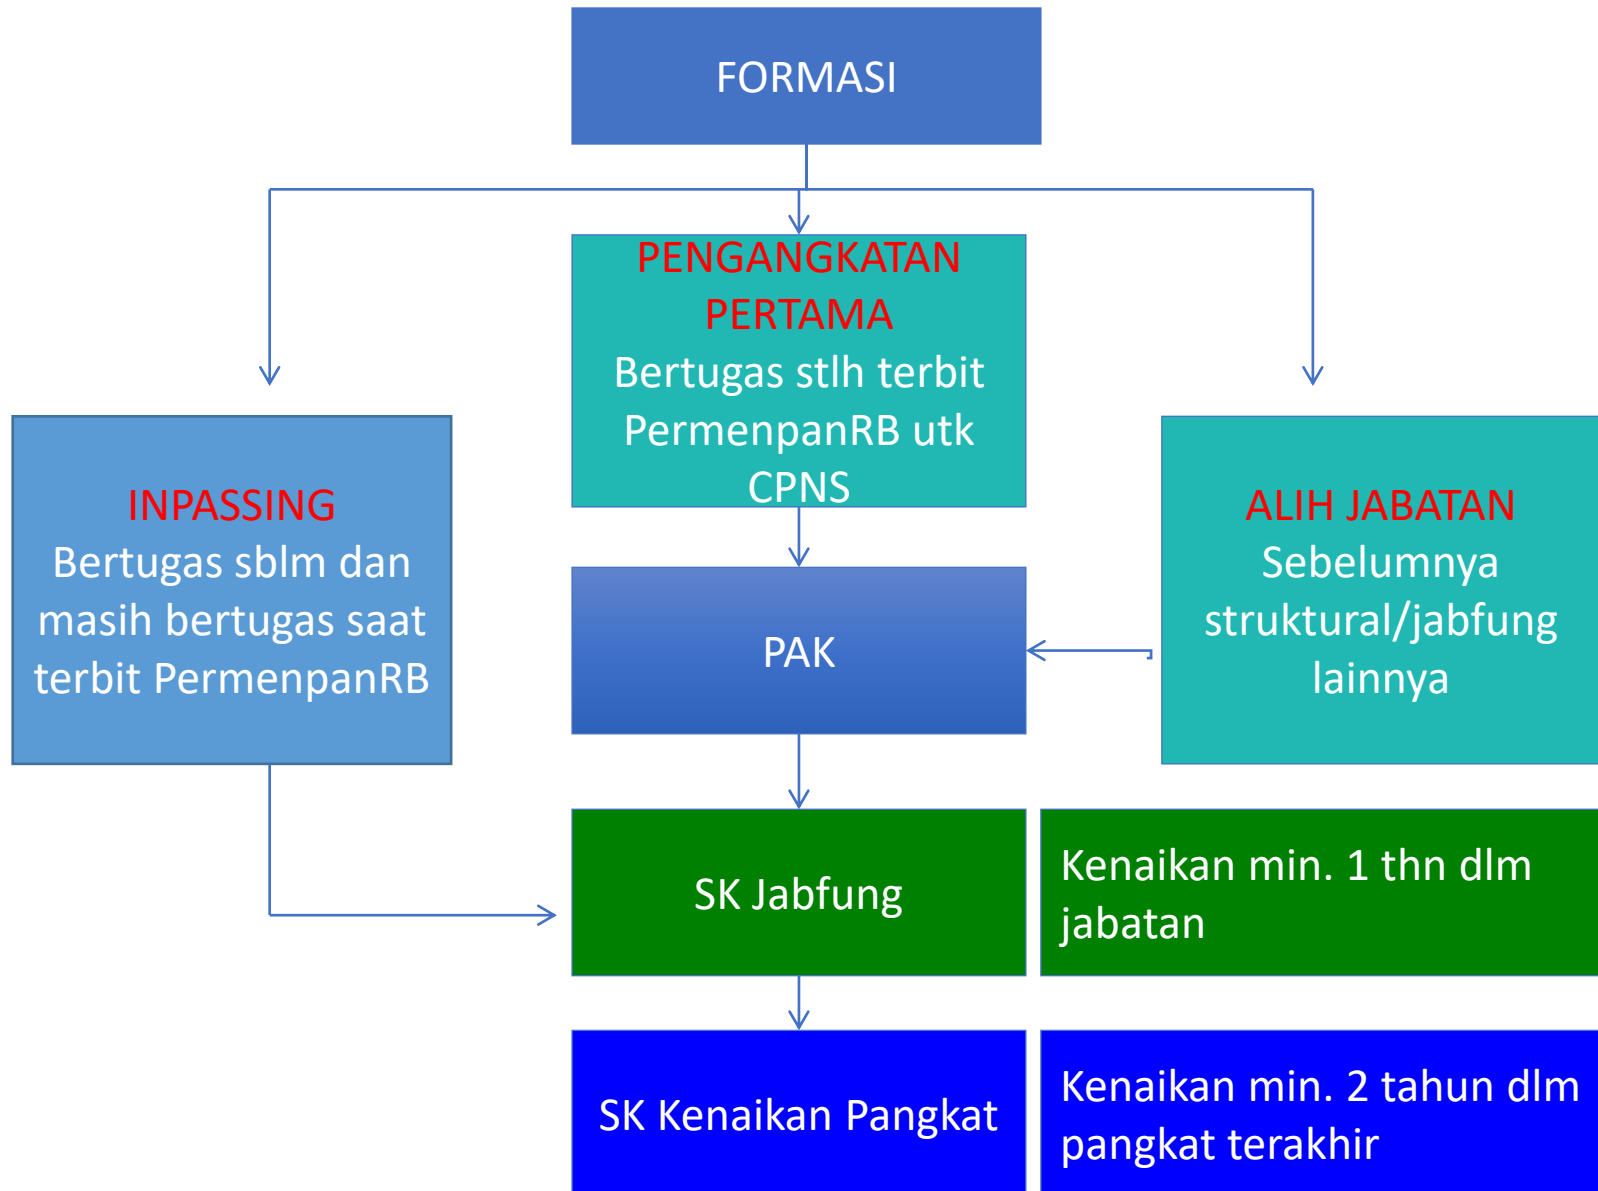 FORMASI
PENGANGKATAN
PERTAMA
Bertugas stlh terbit
PermenpanRB utk
CPNS
INPASSING
Bertugas sblm dan
masih bertugas saat
terbit PermenpanRB
ALIH JABATAN
Sebelumnya
struktural/jabfung
lainnya
PAK
SK Jabfung
Kenaikan min. 1 thn dlm
jabatan
SK Kenaikan Pangkat
Kenaikan min. 2 tahun dlm
pangkat terakhir